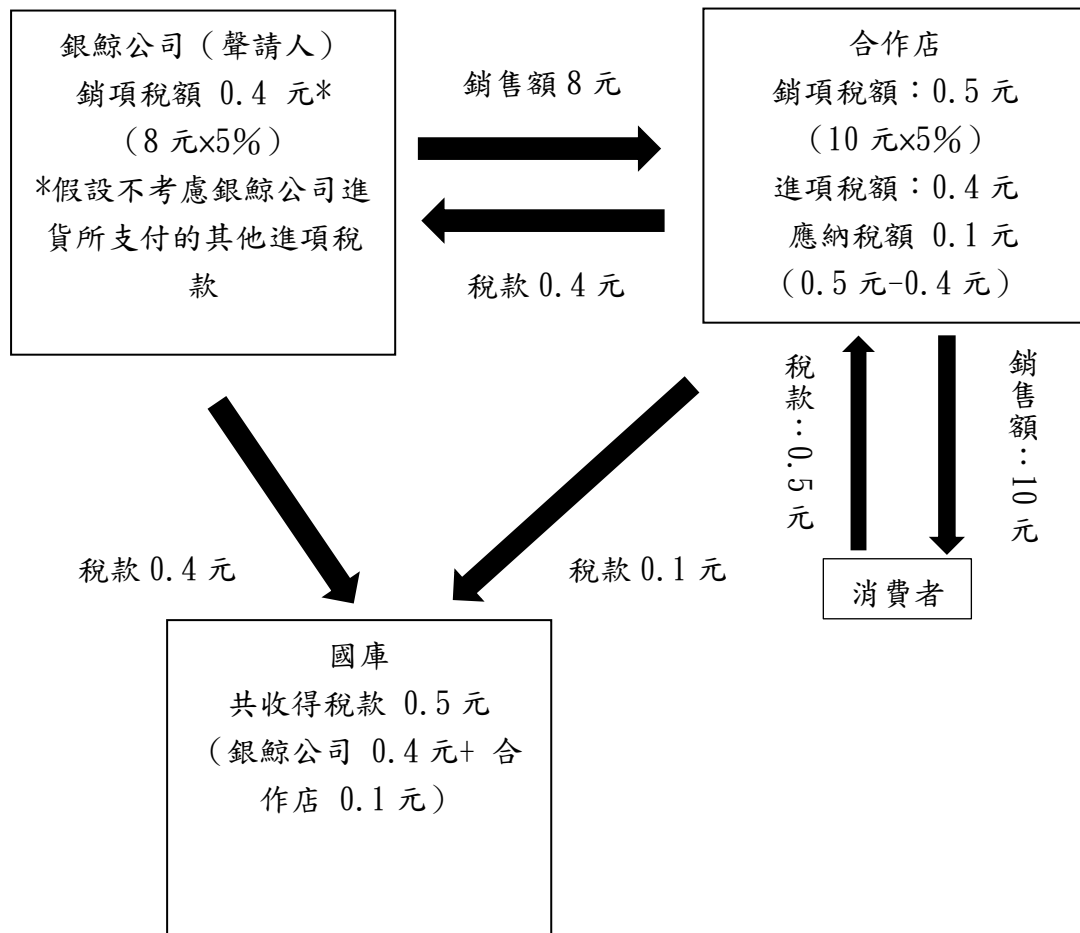 銀鯨公司（聲請人）
銷項稅額 0.4 元*
（8 元×5%）
*假設不考慮銀鯨公司進
貨所支付的其他進項稅
款
銷售額 8 元
稅款 0.4 元
合作店
銷項稅額：0.5 元
（10 元×5%）
進項稅額：0.4 元
應納稅額 0.1 元
（0.5 元-0.4 元）
稅款：0.5 元
銷售額：10 元
稅款 0.4 元
稅款 0.1 元
消費者
國庫
共收得稅款 0.5 元
（銀鯨公司 0.4 元+ 合
作店 0.1 元）